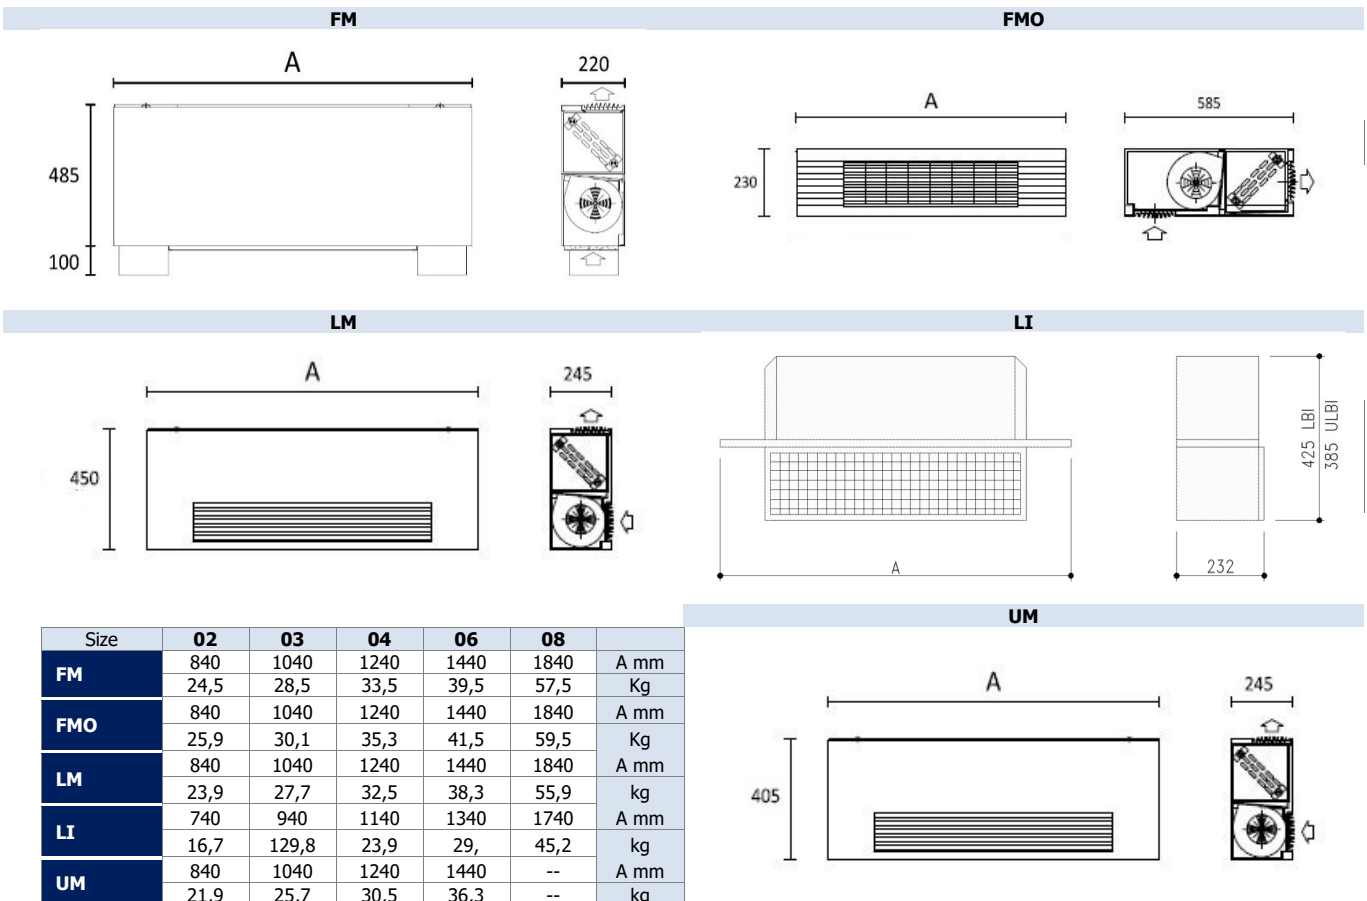 FM
FMO
A
220
485
100
A
585
230
LM
LI
A
245
450
425 LBI
385 ULBI
A
232
UM
A
245
405
Size 02 03 04 06 08
FM 840 1040 1240 1440 1840 A mm
24,5 28,5 33,5 39,5 57,5 Kg
FMO 840 1040 1240 1440 1840 A mm
25,9 30,1 35,3 41,5 59,5 Kg
LM 840 1040 1240 1440 1840 A mm
23,9 27,7 32,5 38,3 55,9 kg
LI 740 940 1140 1340 1740 A mm
16,7 129,8 23,9 29, 45,2 kg
UM 840 1040 1240 1440 -- A mm
21,9 25,7 30,5 36,3 -- kg